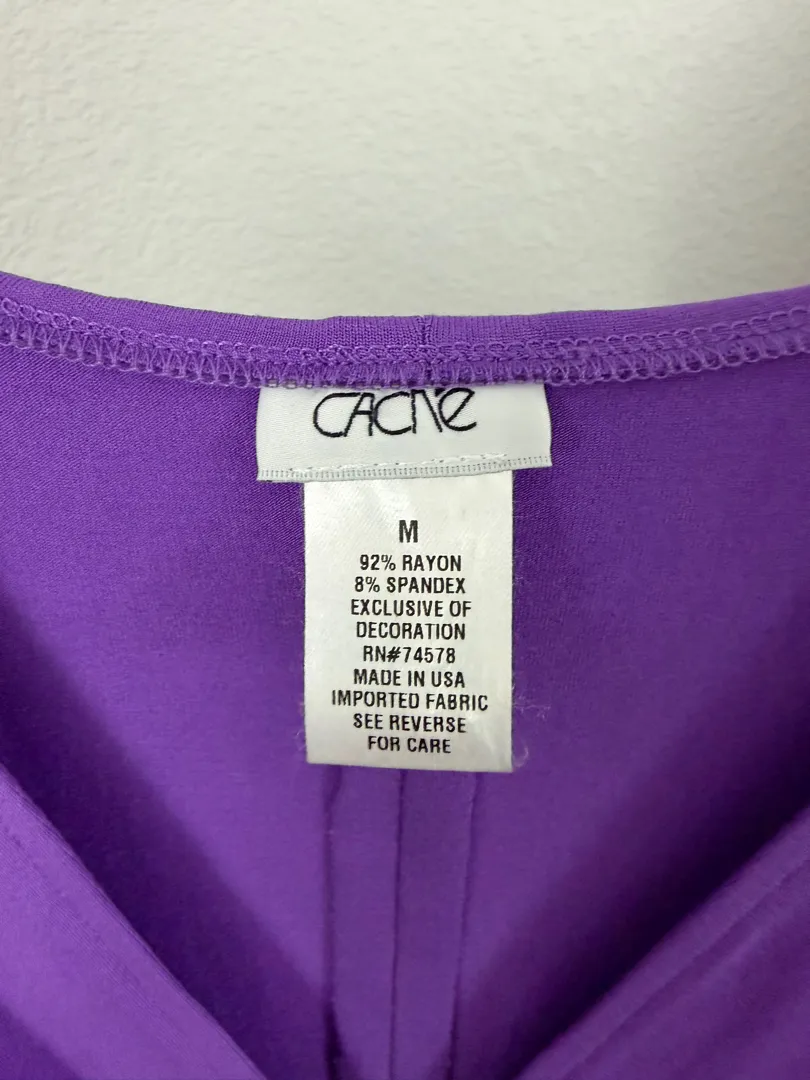 CACHE
M
92% RAYON
8% SPANDEX
EXCLUSIVE OF
DECORATION
RN#74578
MADE IN USA
IMPORTED FABRIC
SEE REVERSE
FOR CARE